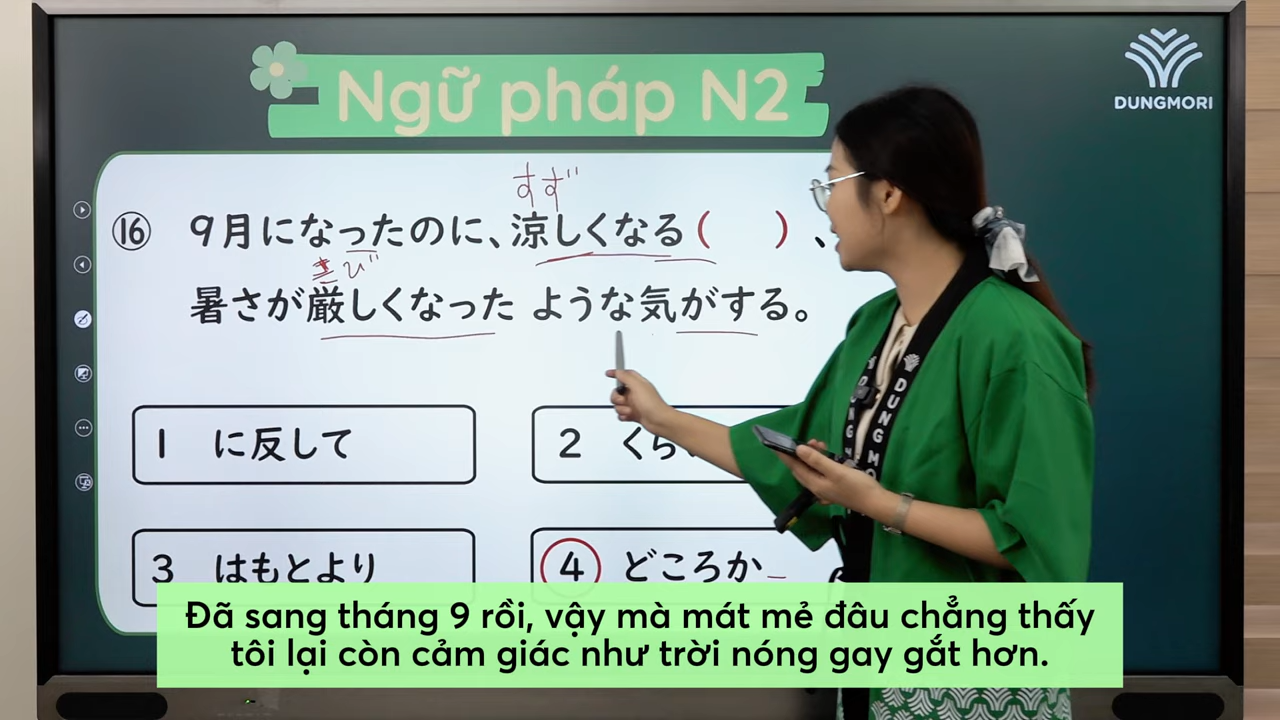 Ngữ pháp N2
DUNGMORI
すず
⑯ 9月になったのに、涼しくなる( )、
きび
暑さが厳しくなった ような気がする。
1 に反して
2 くら
3 はもとより
4 どころか
DUNGMO
DUNGMO
Đã sang tháng 9 rồi, vậy mà mát mẻ đâu chẳng thấy
tôi lại còn cảm giác như trời nóng gay gắt hơn.